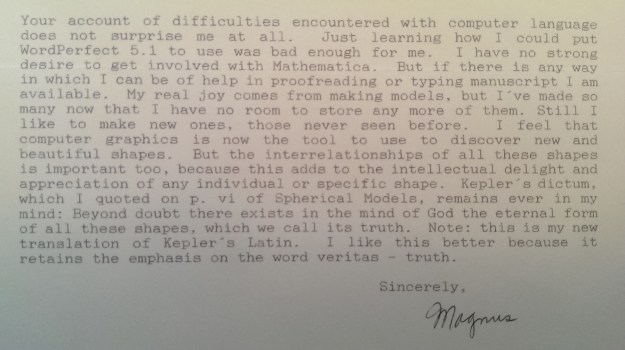 Your account of difficulties encountered with computer language
does not surprise me at all. Just learning how I could put
WordPerfect 5.1 to use was bad enough for me. I have no strong
desire to get involved with Mathematica. But if there is any way
in which I can be of help in proofreading or typing manuscript I am
available. My real joy comes from making models, but I´ve made so
many now that I have no room to store any more of them. Still I
like to make new ones, those never seen before. I feel that
computer graphics is now the tool to use to discover new and
beautiful shapes. But the interrelationships of all these shapes
is important too, because this adds to the intellectual delight and
appreciation of any individual or specific shape. Kepler´s dictum,
which I quoted on p. vi of Spherical Models, remains ever in my
mind: Beyond doubt there exists in the mind of God the eternal form
of all these shapes, which we call its truth. Note: this is my new
translation of Kepler´s Latin. I like this better because it
retains the emphasis on the word veritas - truth.
Sincerely,
Magnus